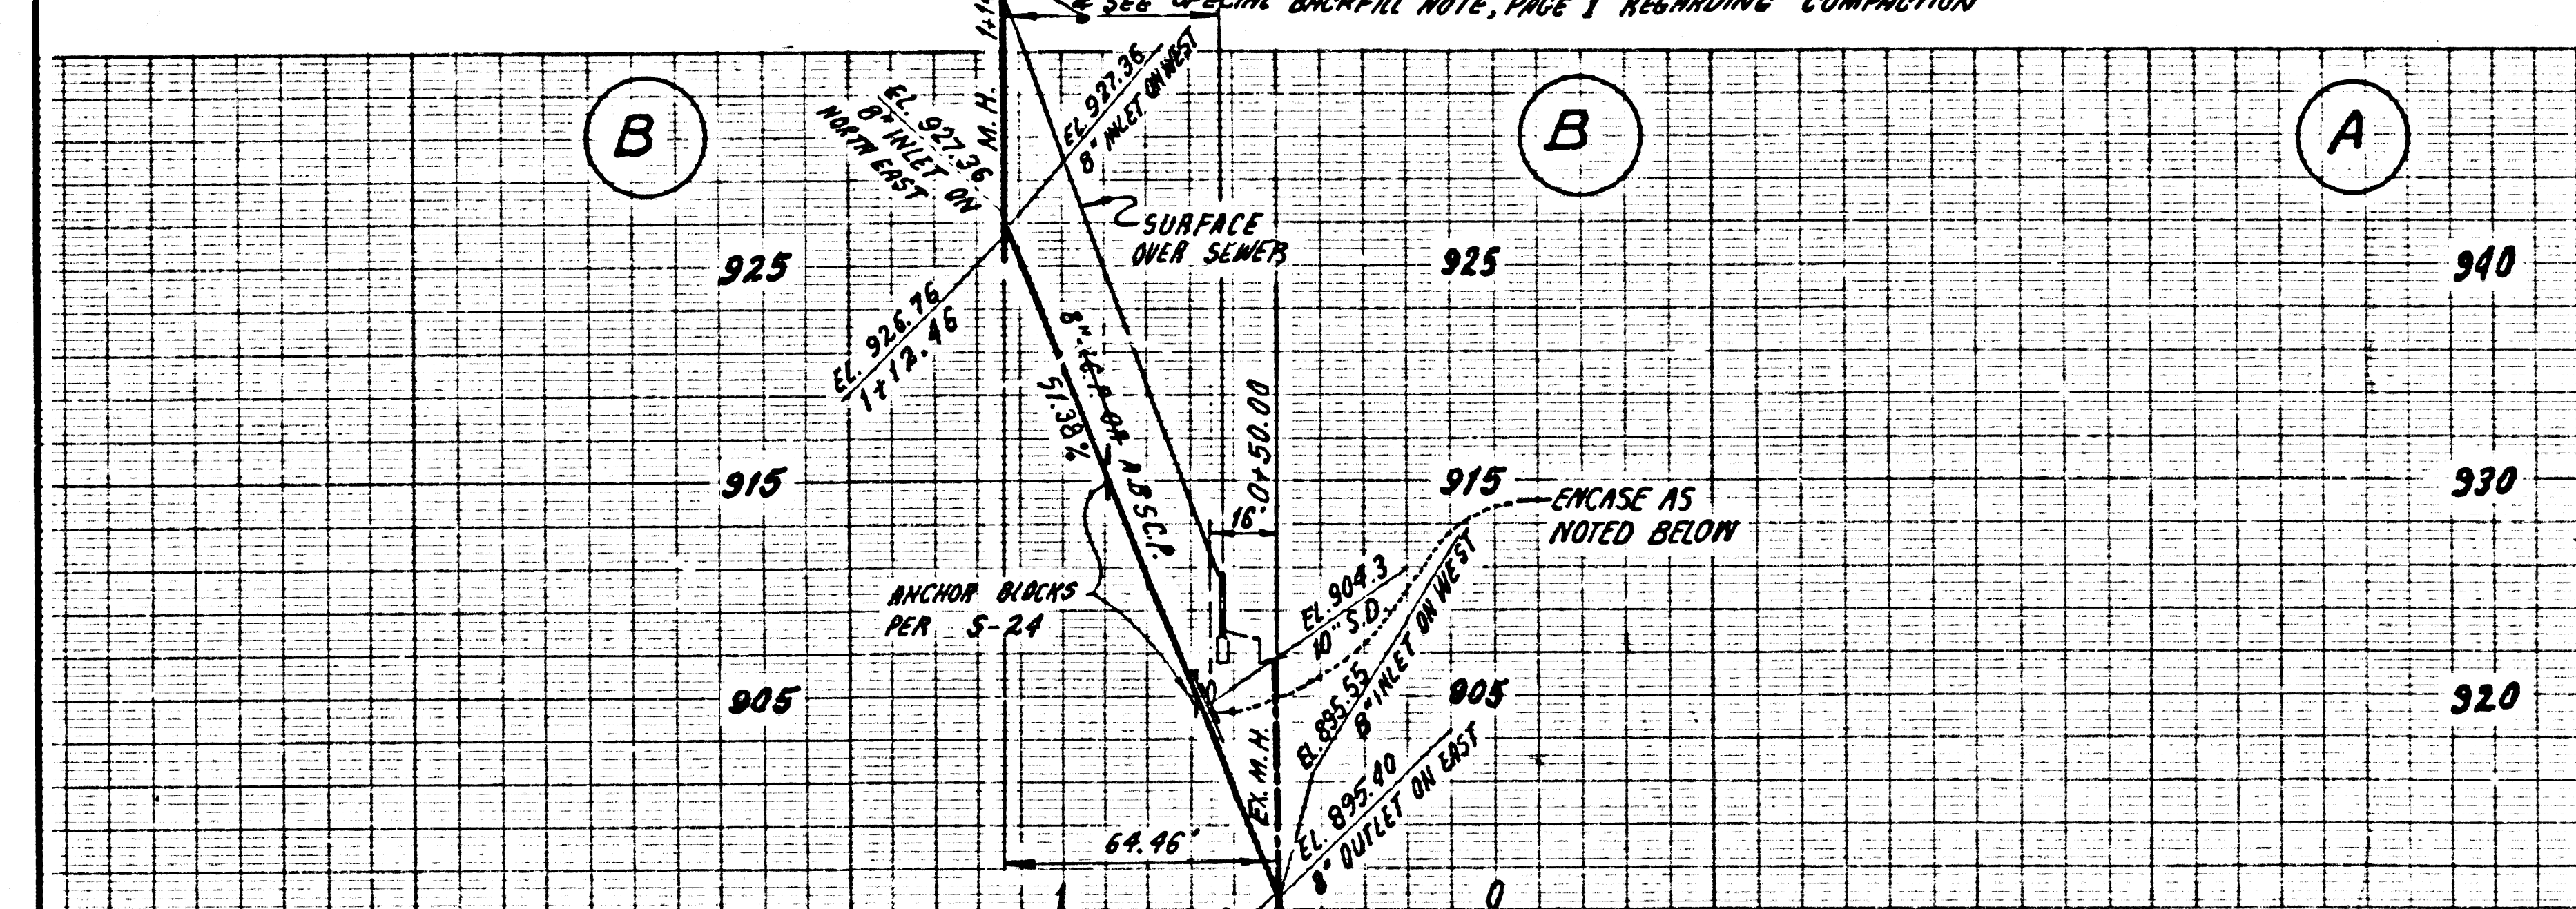 SEE SPECIAL BACKFILL NOTE, PAGE 1 REGARDING COMPACTION
B
B
A
M.H.
EL. 927.36
8" INLET ON
NORTH EAST
EL. 927.36
8" INLET ON WEST
SURFACE
OVER SEWER
925
925
940
EL. 926.76
1+12.46
8" V.C.P. OR A.B.S.C.P.
51.38%
0+50.00
16'
915
915
930
ENCASE AS
NOTED BELOW
ANCHOR BLOCKS
PER S-24
EL. 904.3
10" S.D.
905
905
920
EX. M.H.
EL. 895.55
8" INLET ON WEST
EL. 895.40
8" OUTLET ON EAST
64.46'
1
0